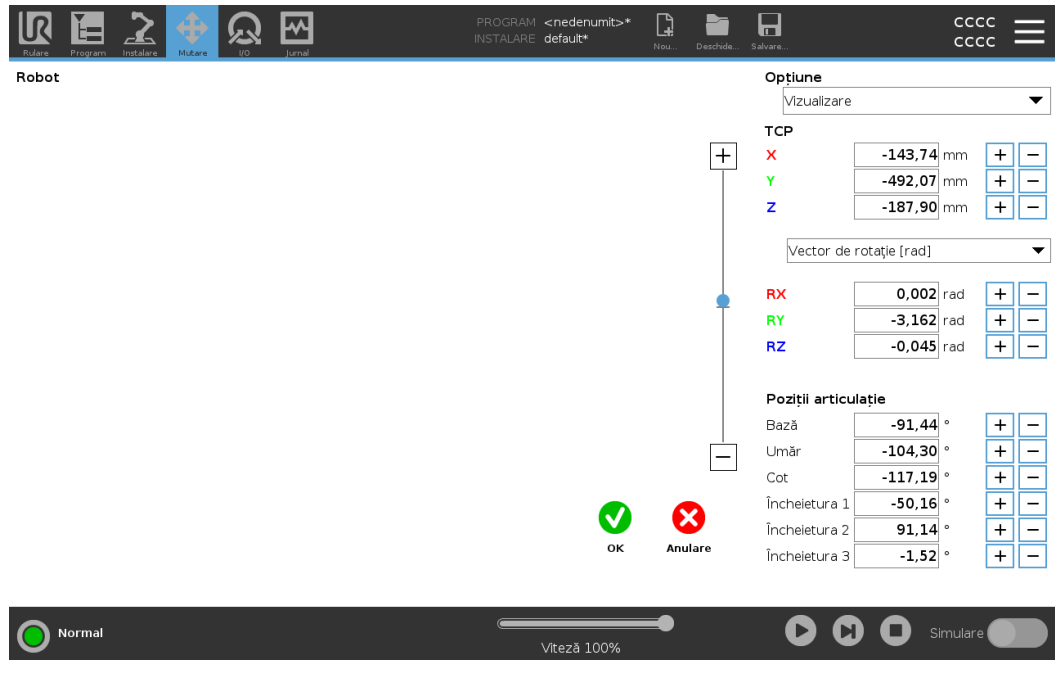 UR
Rulare
Program
Instalare
Mutare
I/O
Jurnal
PROGRAM <nedenumit>*
INSTALARE default*
Nou...
Deschide...
Salvare...
CCCC
CCCC
Robot
Opțiune
Vizualizare
TCP
X -143,74 mm + −
Y -492,07 mm + −
Z -187,90 mm + −
Vector de rotație [rad]
RX 0,002 rad + −
RY -3,162 rad + −
RZ -0,045 rad + −
Poziții articulație
Bază -91,44 ° + −
Umăr -104,30 ° + −
Cot -117,19 ° + −
Încheietura 1 -50,16 ° + −
Încheietura 2 91,14 ° + −
Încheietura 3 -1,52 ° + −
+
−
OK
Anulare
Normal
Viteză 100%
Simulare